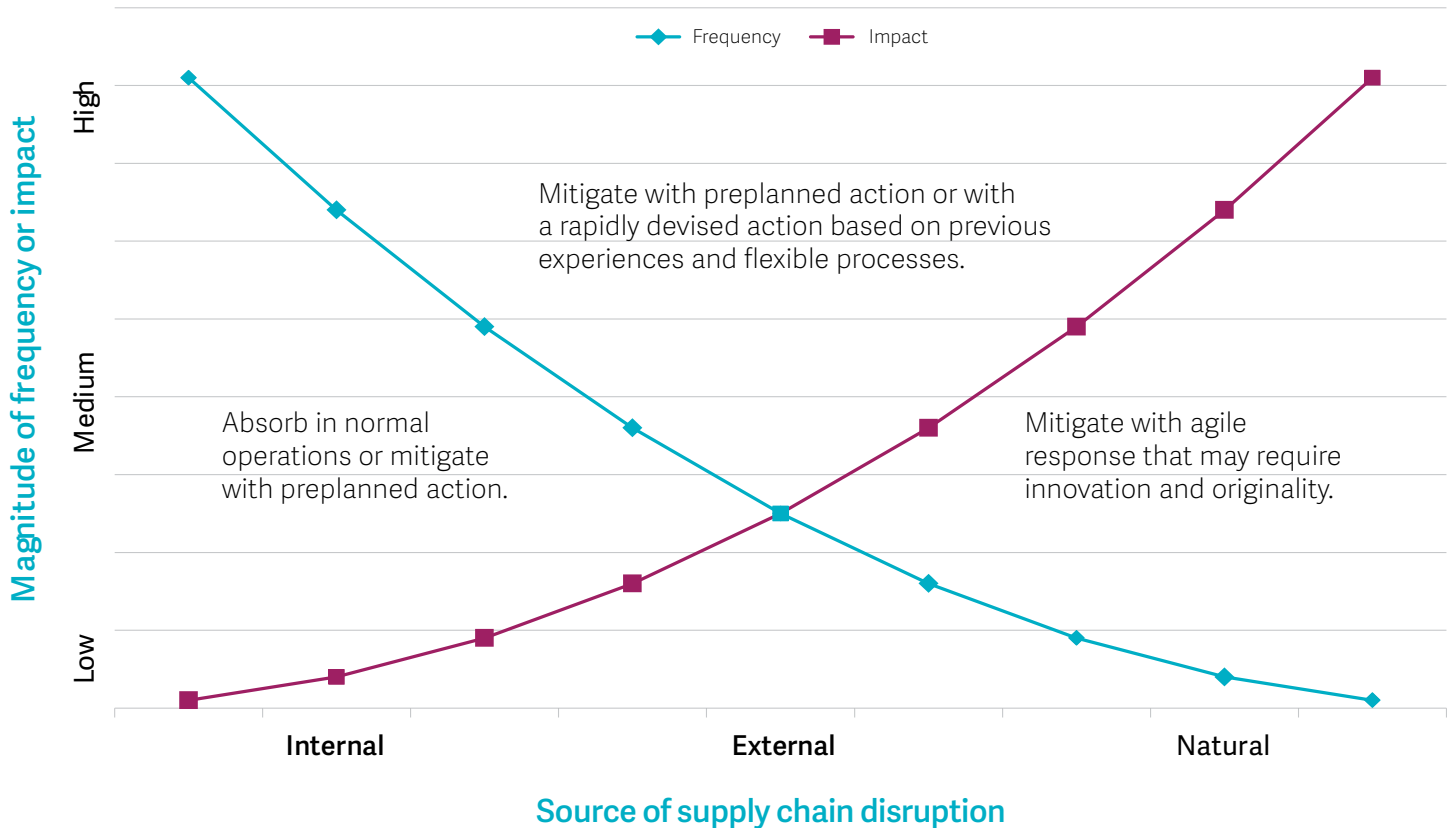 Frequency
Impact
Magnitude of frequency or impact
High
Medium
Low
Mitigate with preplanned action or with
a rapidly devised action based on previous
experiences and flexible processes.
Absorb in normal
operations or mitigate
with preplanned action.
Mitigate with agile
response that may require
innovation and originality.
Internal
External
Natural
Source of supply chain disruption